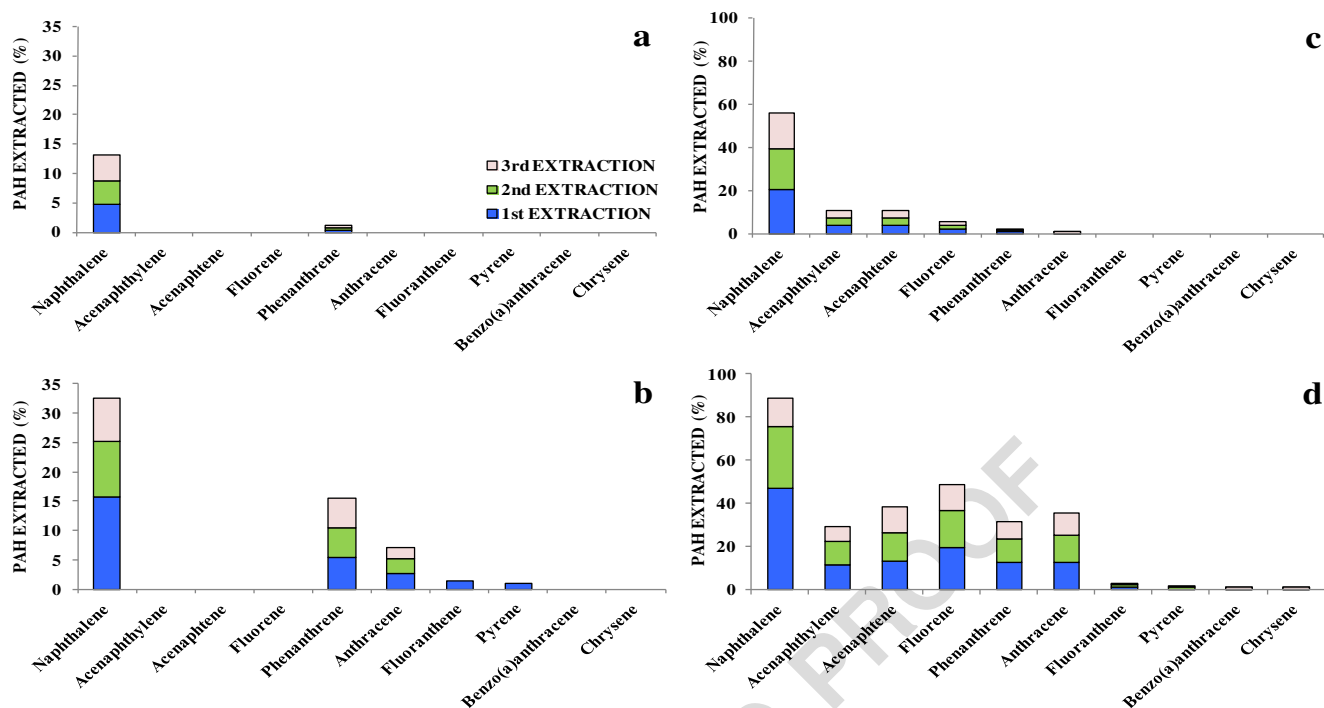 a
PAH EXTRACTED (%)
35
30
25
20
15
10
5
0
3rd EXTRACTION
2nd EXTRACTION
1st EXTRACTION
Naphthalene
Acenaphthylene
Acenaphtene
Fluorene
Phenanthrene
Anthracene
Fluoranthene
Pyrene
Benzo(a)anthracene
Chrysene
c
PAH EXTRACTED (%)
100
80
60
40
20
0
Naphthalene
Acenaphthylene
Acenaphtene
Fluorene
Phenanthrene
Anthracene
Fluoranthene
Pyrene
Benzo(a)anthracene
Chrysene
b
PAH EXTRACTED (%)
35
30
25
20
15
10
5
0
Naphthalene
Acenaphthylene
Acenaphtene
Fluorene
Phenanthrene
Anthracene
Fluoranthene
Pyrene
Benzo(a)anthracene
Chrysene
d
PAH EXTRACTED (%)
100
80
60
40
20
0
Naphthalene
Acenaphthylene
Acenaphtene
Fluorene
Phenanthrene
Anthracene
Fluoranthene
Pyrene
Benzo(a)anthracene
Chrysene
PROOF